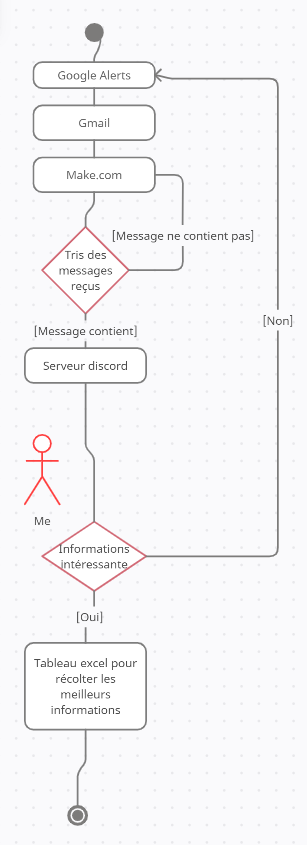 Google Alerts
Gmail
Make.com
[Message ne contient pas]
Tris des
messages
reçus
[Non]
[Message contient]
Serveur discord
Me
Informations
intéressante
[Oui]
Tableau excel pour
récolter les
meilleurs
informations